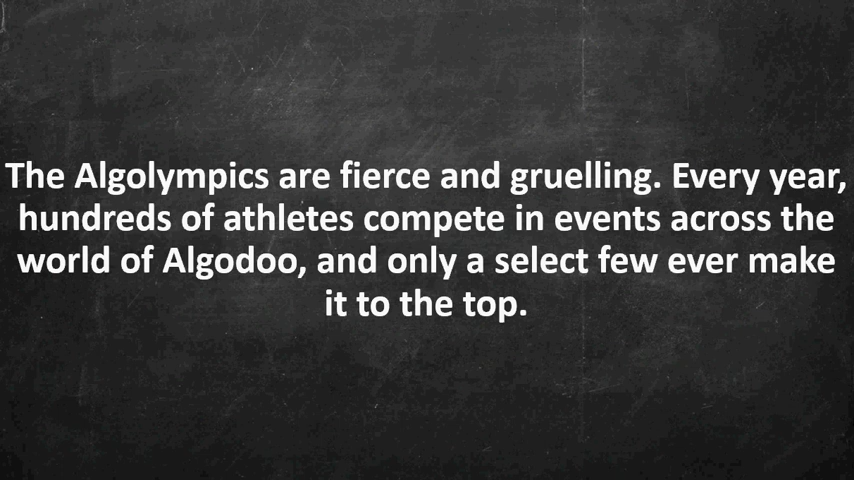 The Algolympics are fierce and gruelling. Every year,
hundreds of athletes compete in events across the
world of Algodoo, and only a select few ever make
it to the top.